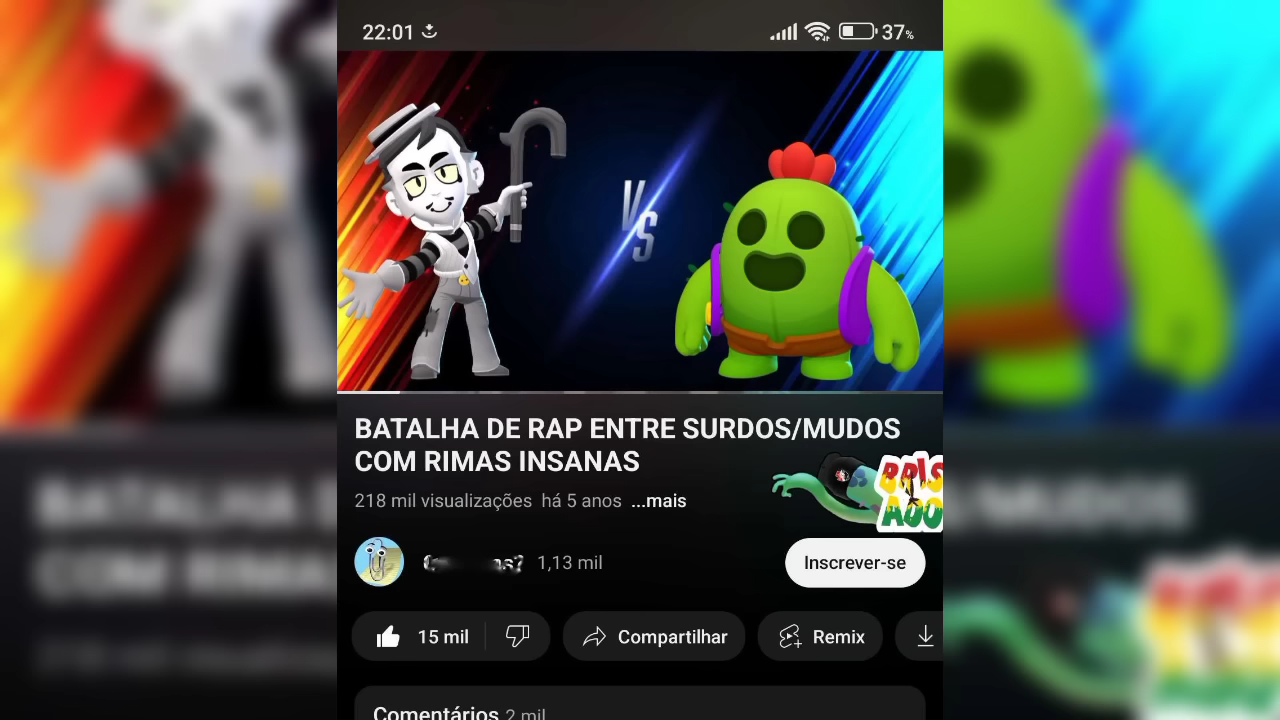 22:01 37%
VS
BATALHA DE RAP ENTRE SURDOS/MUDOS
COM RIMAS INSANAS
218 mil visualizações há 5 anos ...mais
1,13 mil Inscrever-se
15 mil Compartilhar Remix
Comentários 2 mil